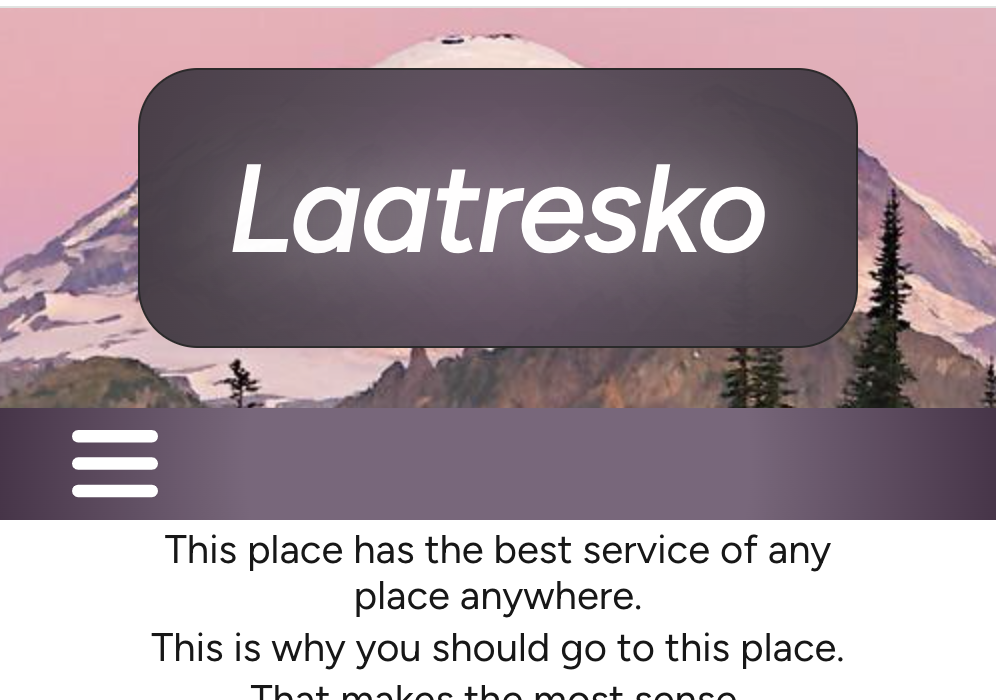 Laatresko
This place has the best service of any
place anywhere.
This is why you should go to this place.
That makes the most sense.